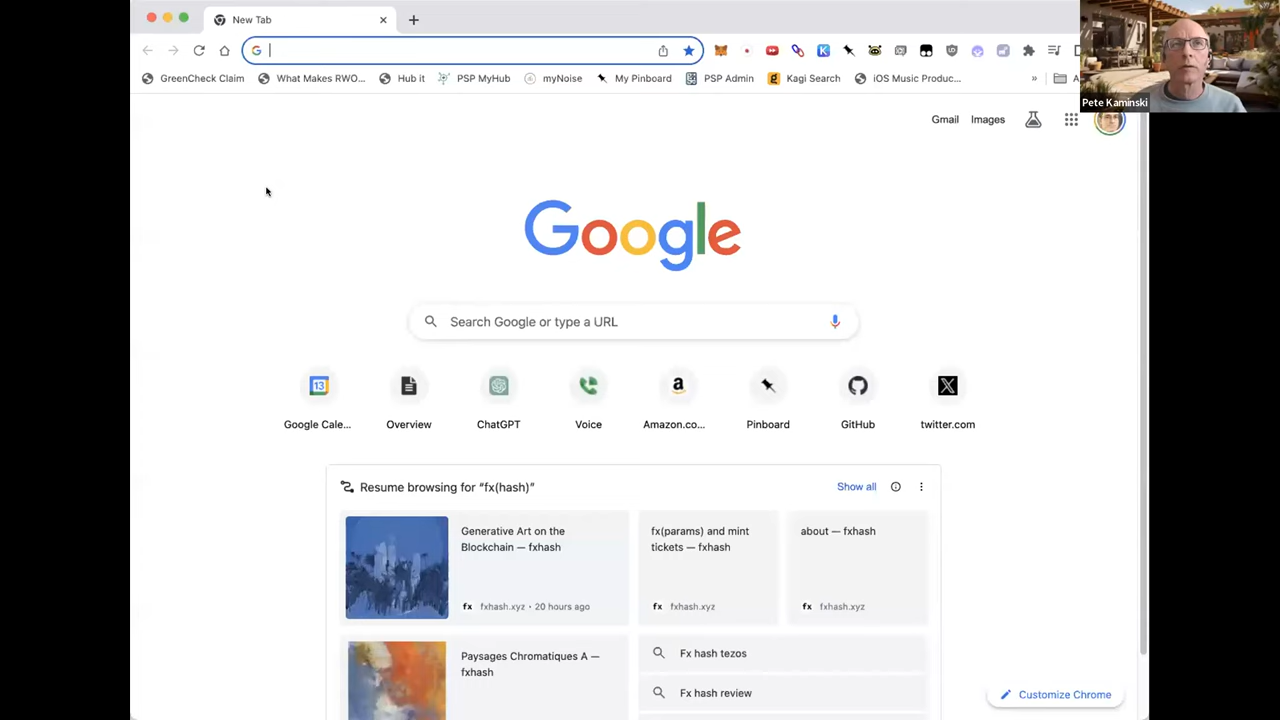 New Tab
GreenCheck Claim
What Makes RWO...
Hub it
PSP MyHub
myNoise
My Pinboard
PSP Admin
Kagi Search
iOS Music Produc...
»
Pete Kaminski
Gmail
Images
Google
Search Google or type a URL
13
Google Cale...
Overview
ChatGPT
Voice
Amazon.co...
Pinboard
GitHub
twitter.com
Resume browsing for “fx(hash)”
Show all
Generative Art on the
Blockchain — fxhash
fx fxhash.xyz • 20 hours ago
fx(params) and mint
tickets — fxhash
fx fxhash.xyz
about — fxhash
fx fxhash.xyz
Paysages Chromatiques A —
fxhash
Fx hash tezos
Fx hash review
Customize Chrome